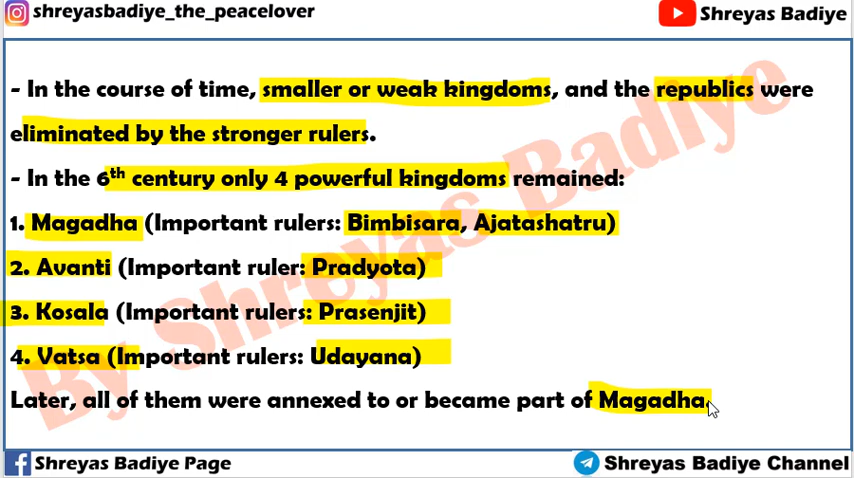 shreyasbadiye_the_peacelover
Shreyas Badiye
- In the course of time, smaller or weak kingdoms, and the republics were
eliminated by the stronger rulers.
- In the 6th century only 4 powerful kingdoms remained:
1. Magadha (Important rulers: Bimbisara, Ajatashatru)
2. Avanti (Important ruler: Pradyota)
3. Kosala (Important rulers: Prasenjit)
4. Vatsa (Important rulers: Udayana)
Later, all of them were annexed to or became part of Magadha.
By Shreyas Badiye
Shreyas Badiye Page
Shreyas Badiye Channel